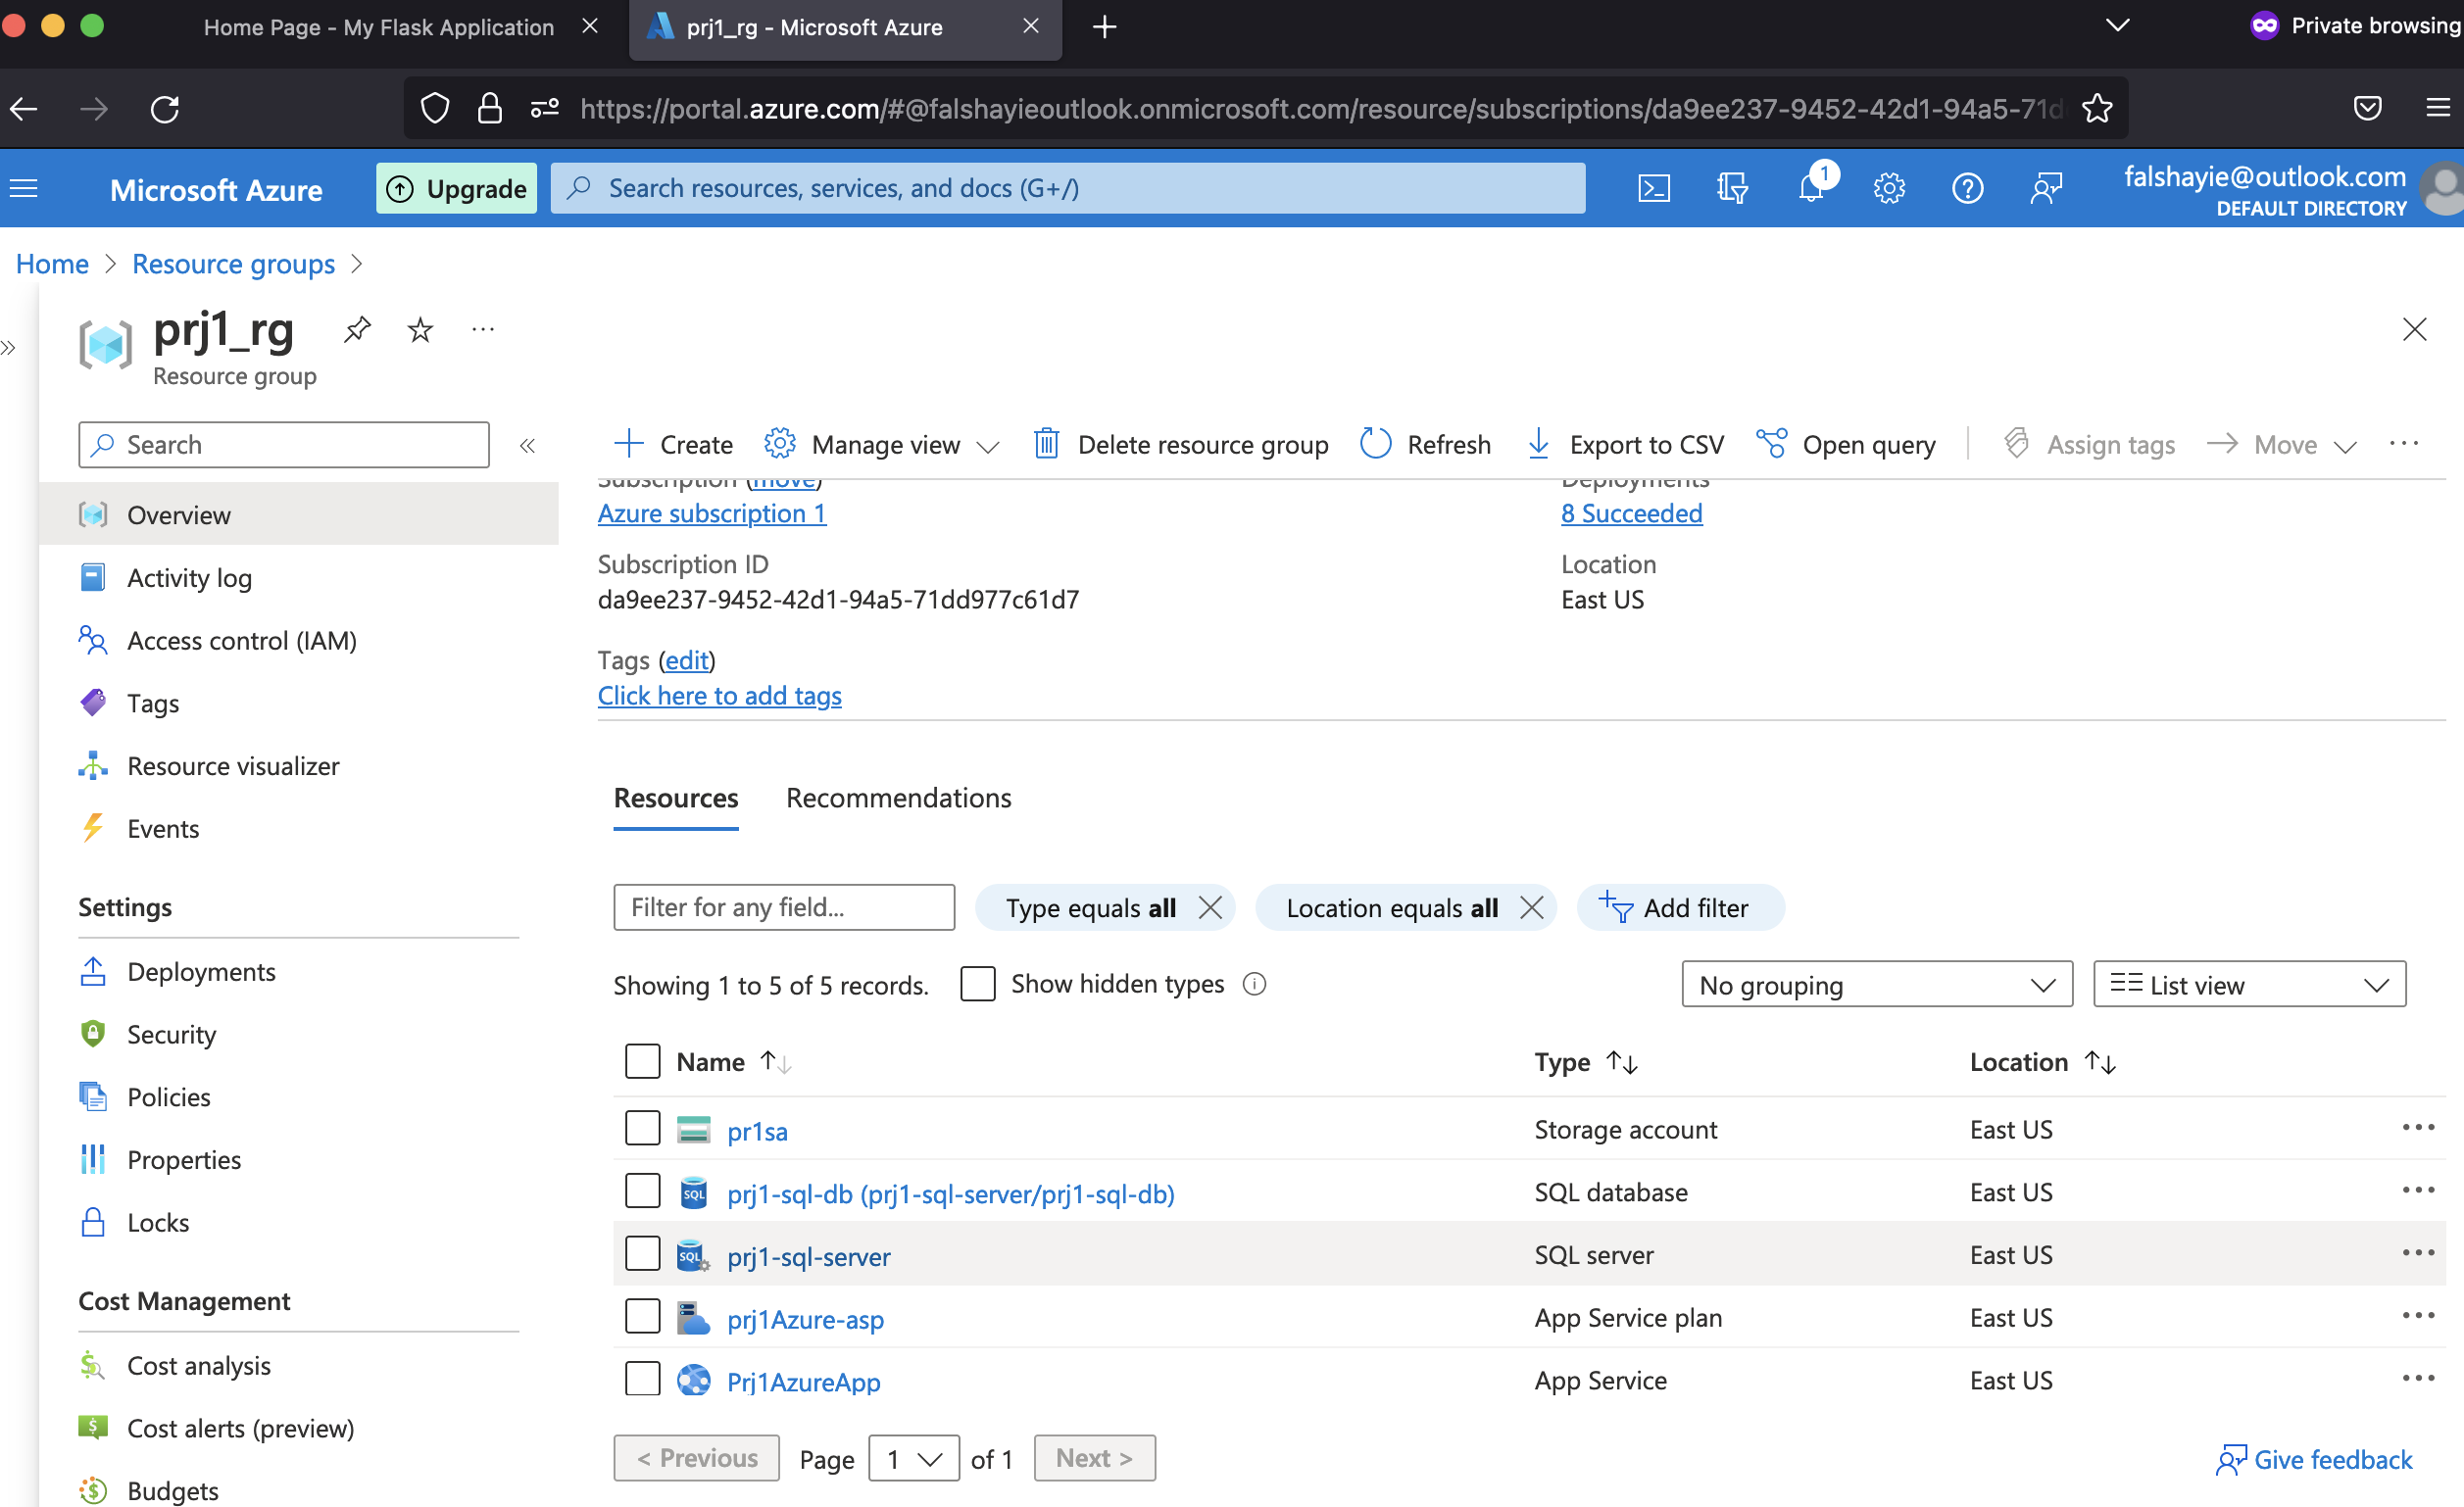 Home Page - My Flask Application
prj1_rg - Microsoft Azure
Private browsing
https://portal.azure.com/#@falshayieoutlook.onmicrosoft.com/resource/subscriptions/da9ee237-9452-42d1-94a5-71d
Microsoft Azure
Upgrade
Search resources, services, and docs (G+/)
1
falshayie@outlook.com
DEFAULT DIRECTORY
Home > Resource groups >
prj1_rg
Resource group
Search
Create
Manage view
Delete resource group
Refresh
Export to CSV
Open query
Assign tags
Move
Overview
Activity log
Access control (IAM)
Tags
Resource visualizer
Events
Settings
Deployments
Security
Policies
Properties
Locks
Cost Management
Cost analysis
Cost alerts (preview)
Budgets
Subscription (move)
Deployments
Azure subscription 1
8 Succeeded
Subscription ID
Location
da9ee237-9452-42d1-94a5-71dd977c61d7
East US
Tags (edit)
Click here to add tags
Resources
Recommendations
Filter for any field...
Type equals all
Location equals all
Add filter
Showing 1 to 5 of 5 records.
Show hidden types
No grouping
List view
Name Type Location
pr1sa Storage account East US
SQL prj1-sql-db (prj1-sql-server/prj1-sql-db) SQL database East US
SQL prj1-sql-server SQL server East US
prj1Azure-asp App Service plan East US
Prj1AzureApp App Service East US
< Previous Page 1 of 1 Next >
Give feedback